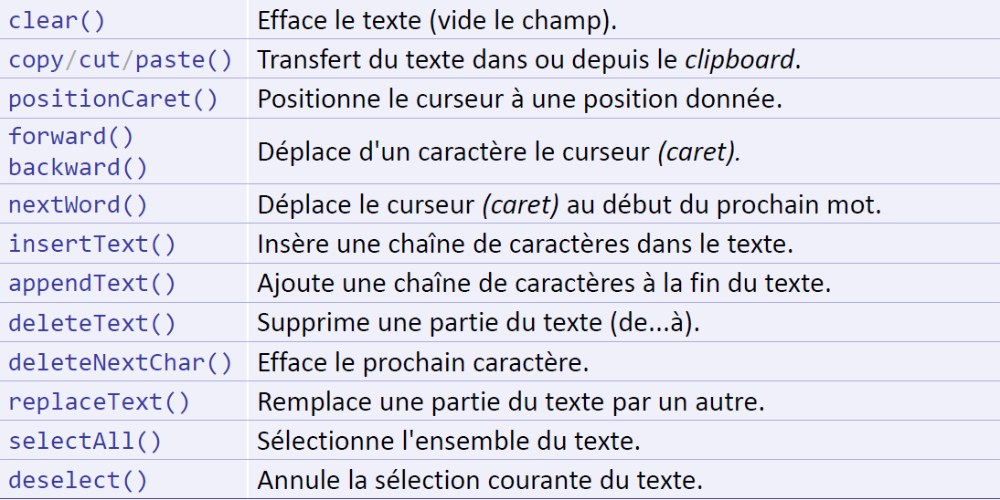 clear() Efface le texte (vide le champ).
copy/cut/paste() Transfert du texte dans ou depuis le clipboard.
positionCaret() Positionne le curseur à une position donnée.
forward()
backward() Déplace d'un caractère le curseur (caret).
nextWord() Déplace le curseur (caret) au début du prochain mot.
insertText() Insère une chaîne de caractères dans le texte.
appendText() Ajoute une chaîne de caractères à la fin du texte.
deleteText() Supprime une partie du texte (de...à).
deleteNextChar() Efface le prochain caractère.
replaceText() Remplace une partie du texte par un autre.
selectAll() Sélectionne l'ensemble du texte.
deselect() Annule la sélection courante du texte.